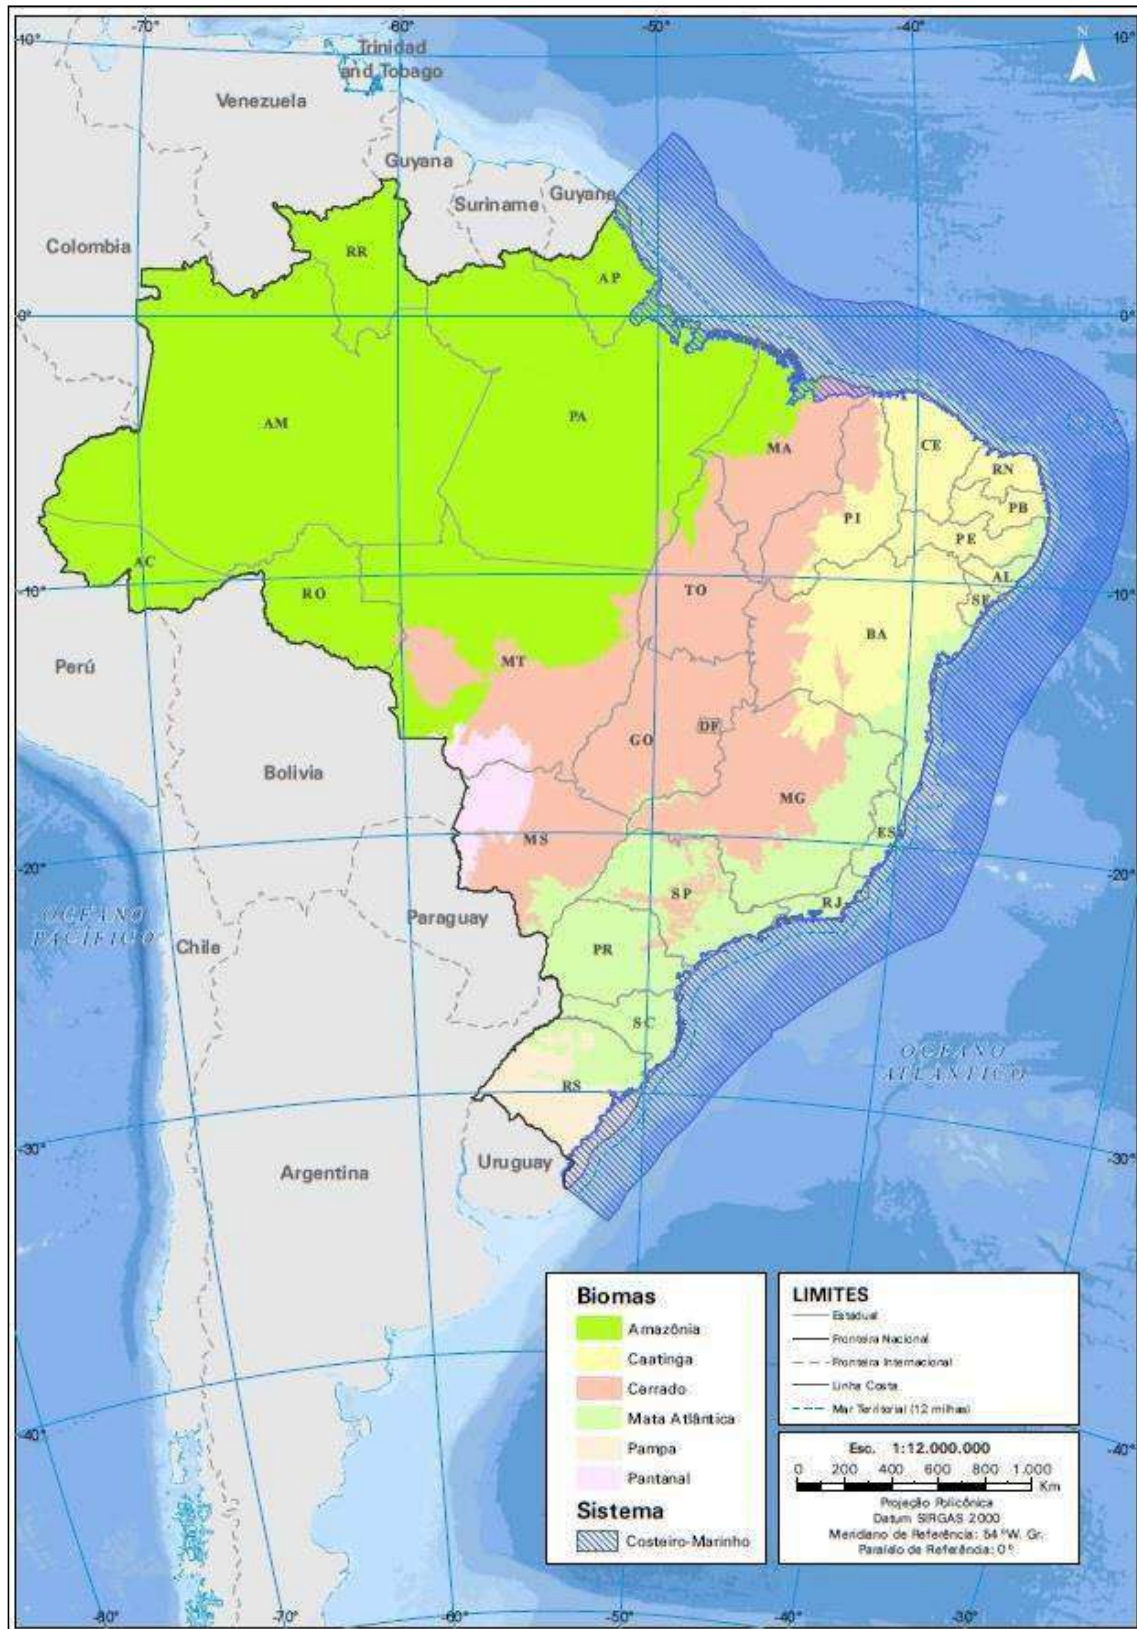 -70°
-60°
-50°
-40°
10°
10°
N
Trinidad
and Tobago
Venezuela
Guyana
Suriname
Guyane
Colombia
RR
AP
0°
0°
AM
PA
MA
CE
RN
PB
PI
PE
AL
SE
AC
-10°
RO
TO
-10°
BA
Perú
MT
DF
GO
Bolivia
MG
ES
MS
-20°
-20°
SP
RJ
OCEANO
PACÍFICO
Paraguay
Chile
PR
SC
OCEANO
ATLÂNTICO
RS
-30°
-30°
Uruguay
Argentina
Biomas
Amazônia
Caatinga
Cerrado
Mata Atlântica
Pampa
Pantanal
Sistema
Costeiro-Marinho
LIMITES
Estadual
Fronteira Nacional
Fronteira Internacional
Linha Costa
Mar Territorial (12 milhas)
-40°
-40°
Esc. 1:12.000.000
0 200 400 600 800 1.000
Km
Projeção Policônica
Datum SIRGAS 2000
Meridiano de Referência: 54 °W. Gr.
Paralelo de Referência: 0°
-80°
-70°
-60°
-50°
-40°
-30°